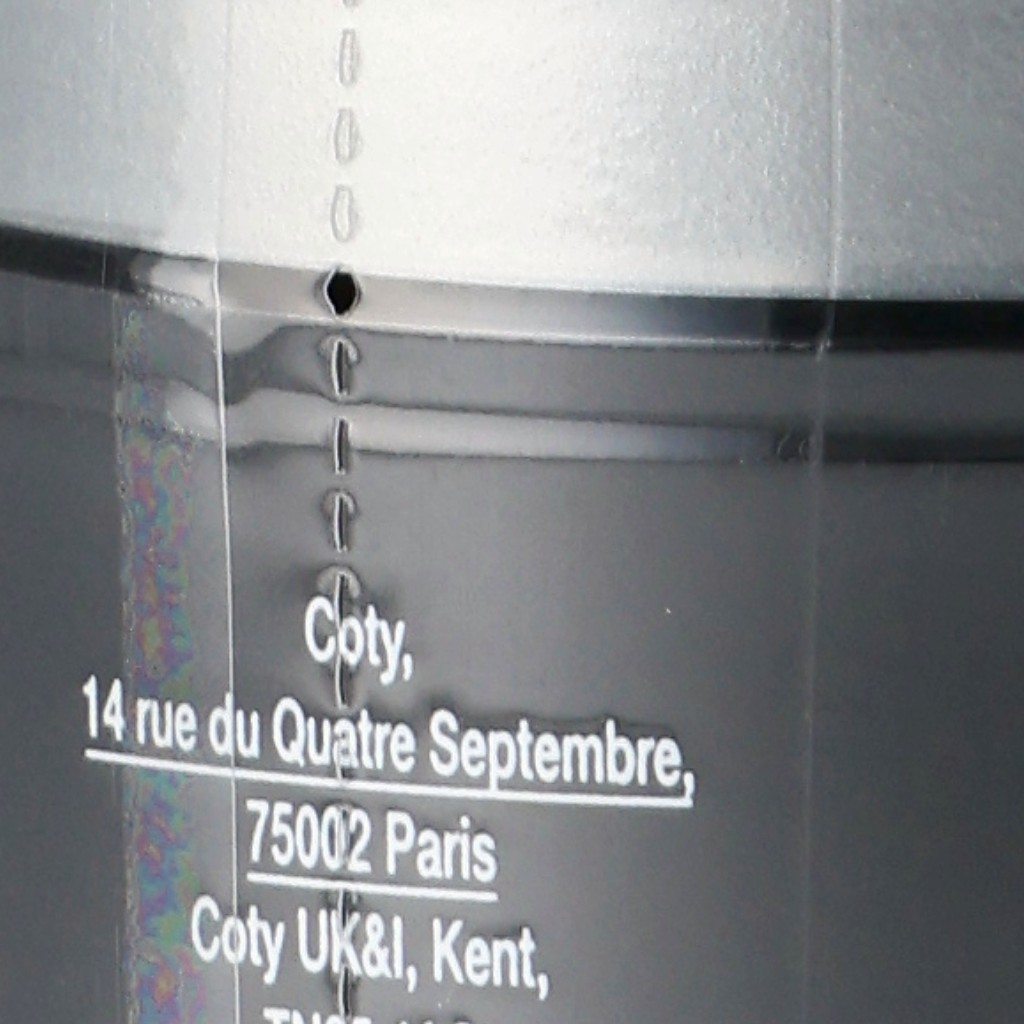 Coty,
14 rue du Quatre Septembre,
75002 Paris
Coty UK&I, Kent,